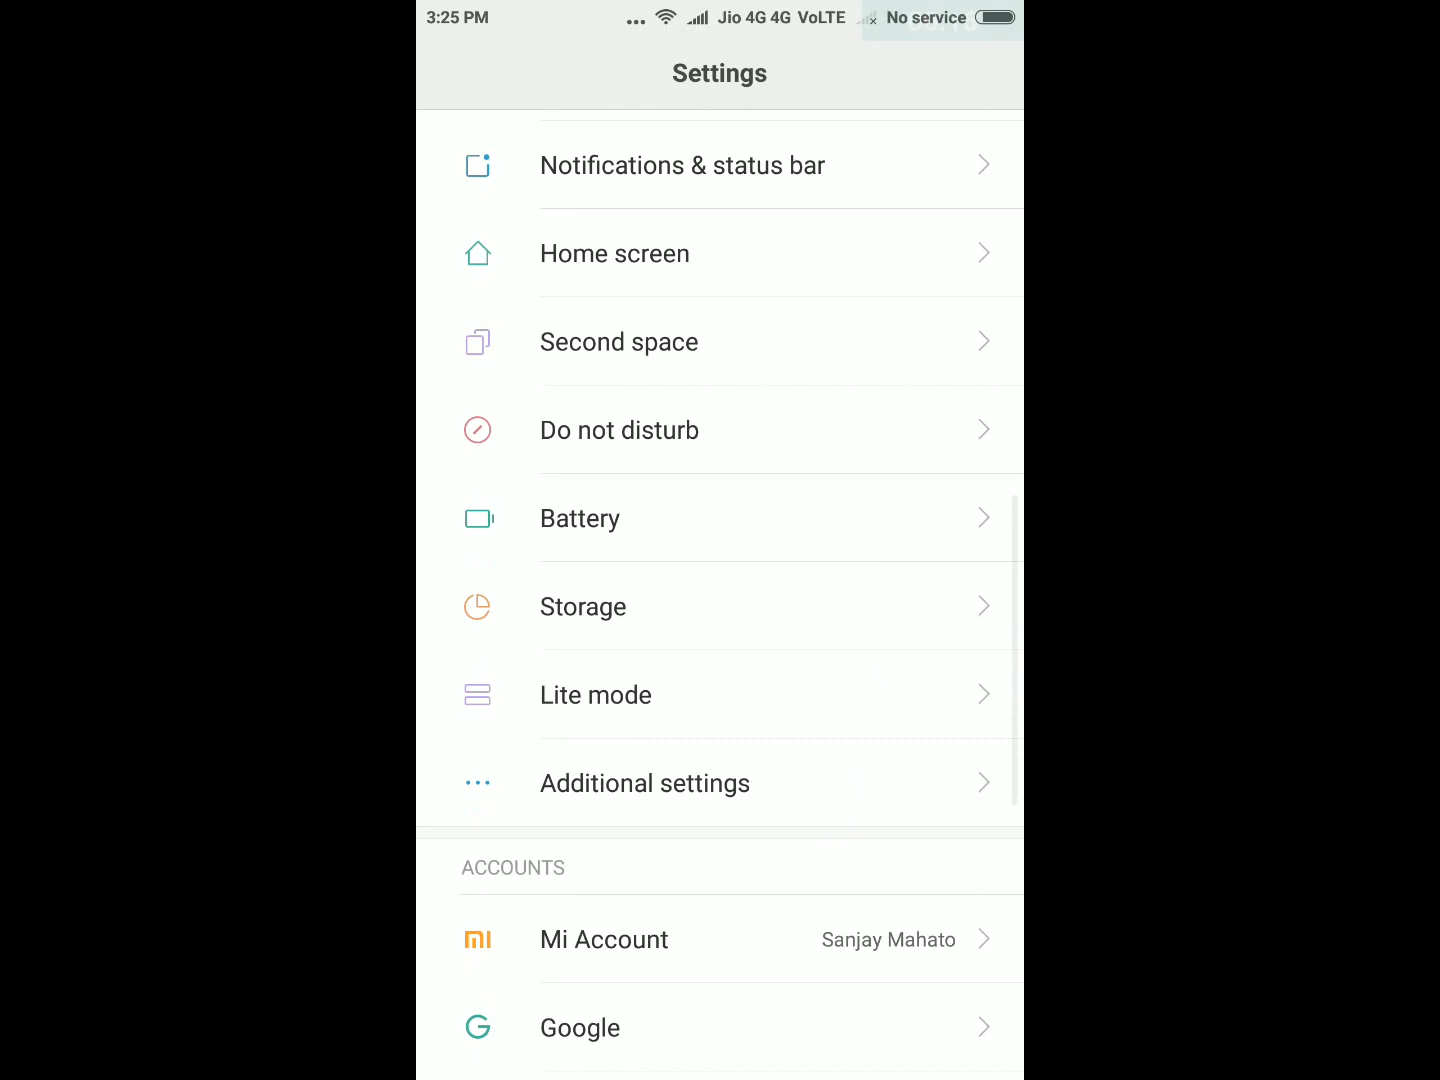 3:25 PM ... Jio 4G 4G VoLTE No service
Settings
Notifications & status bar
Home screen
Second space
Do not disturb
Battery
Storage
Lite mode
Additional settings
ACCOUNTS
Mi Account Sanjay Mahato
Google